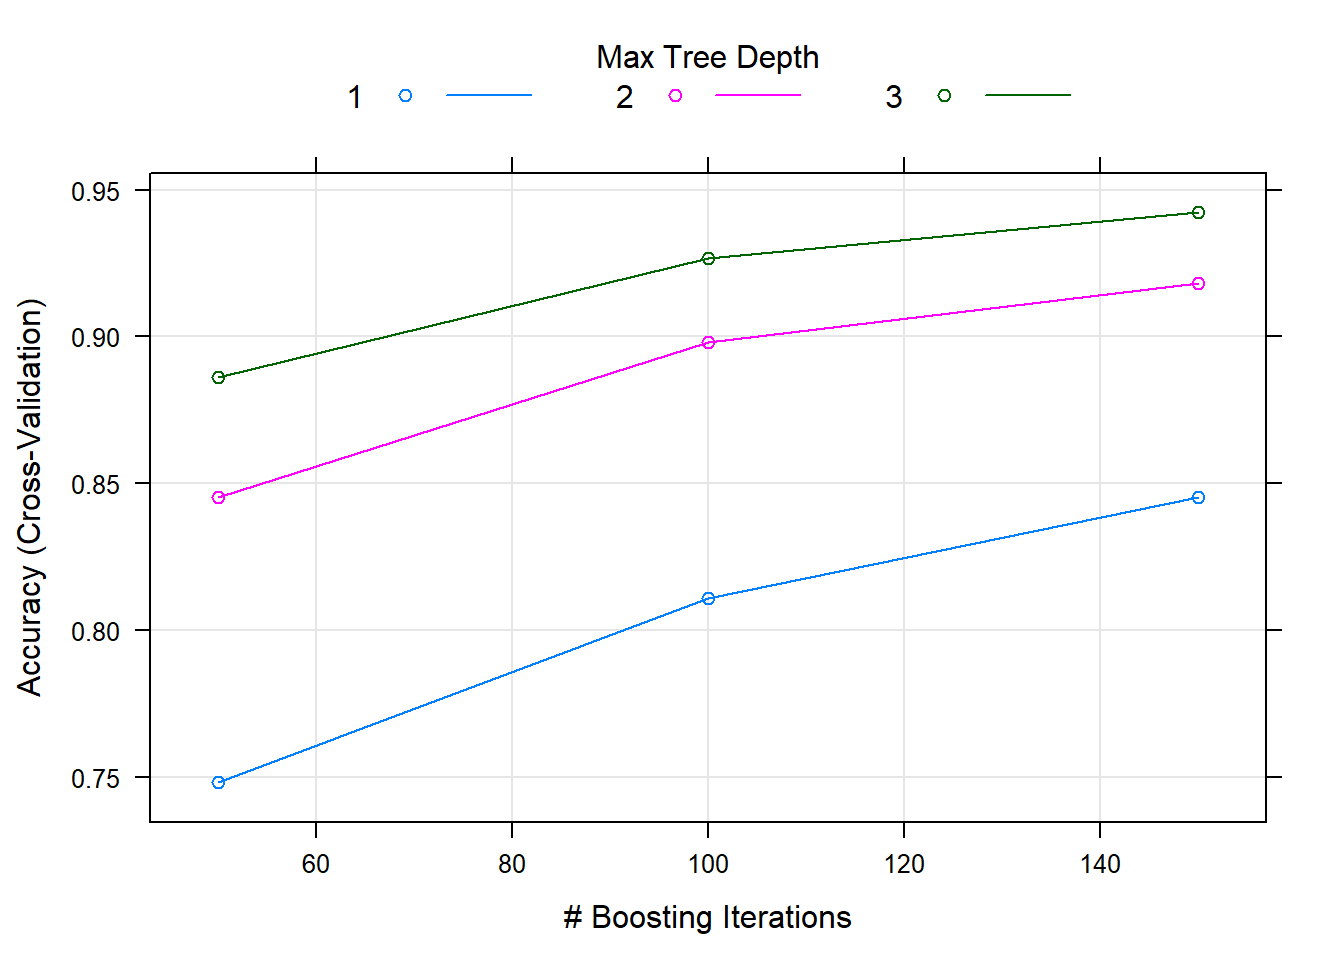 Max Tree Depth
1 2 3
0.95
0.90
0.85
0.80
0.75
Accuracy (Cross-Validation)
60 80 100 120 140
# Boosting Iterations